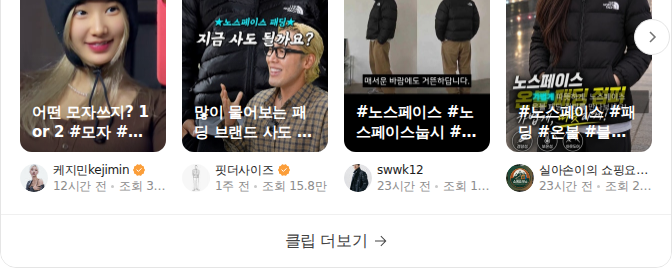 어떤 모자쓰지? 1
or 2 #모자 #...
케지민kejimin
12시간 전 · 조회 3...
★노스페이스 패딩★
지금 사도 될까요?
많이 물어보는 패
딩 브랜드 사도 ...
핏더사이즈
1주 전 · 조회 15.8만
매서운 바람에도 거뜬하답니다.
#노스페이스 #노
스페이스눕시 #...
swwk12
23시간 전 · 조회 1...
노스페이스
#노스페이스 #패
딩 #온블 #블...
실아손이의 쇼핑요...
23시간 전 · 조회 2...
클립 더보기 →